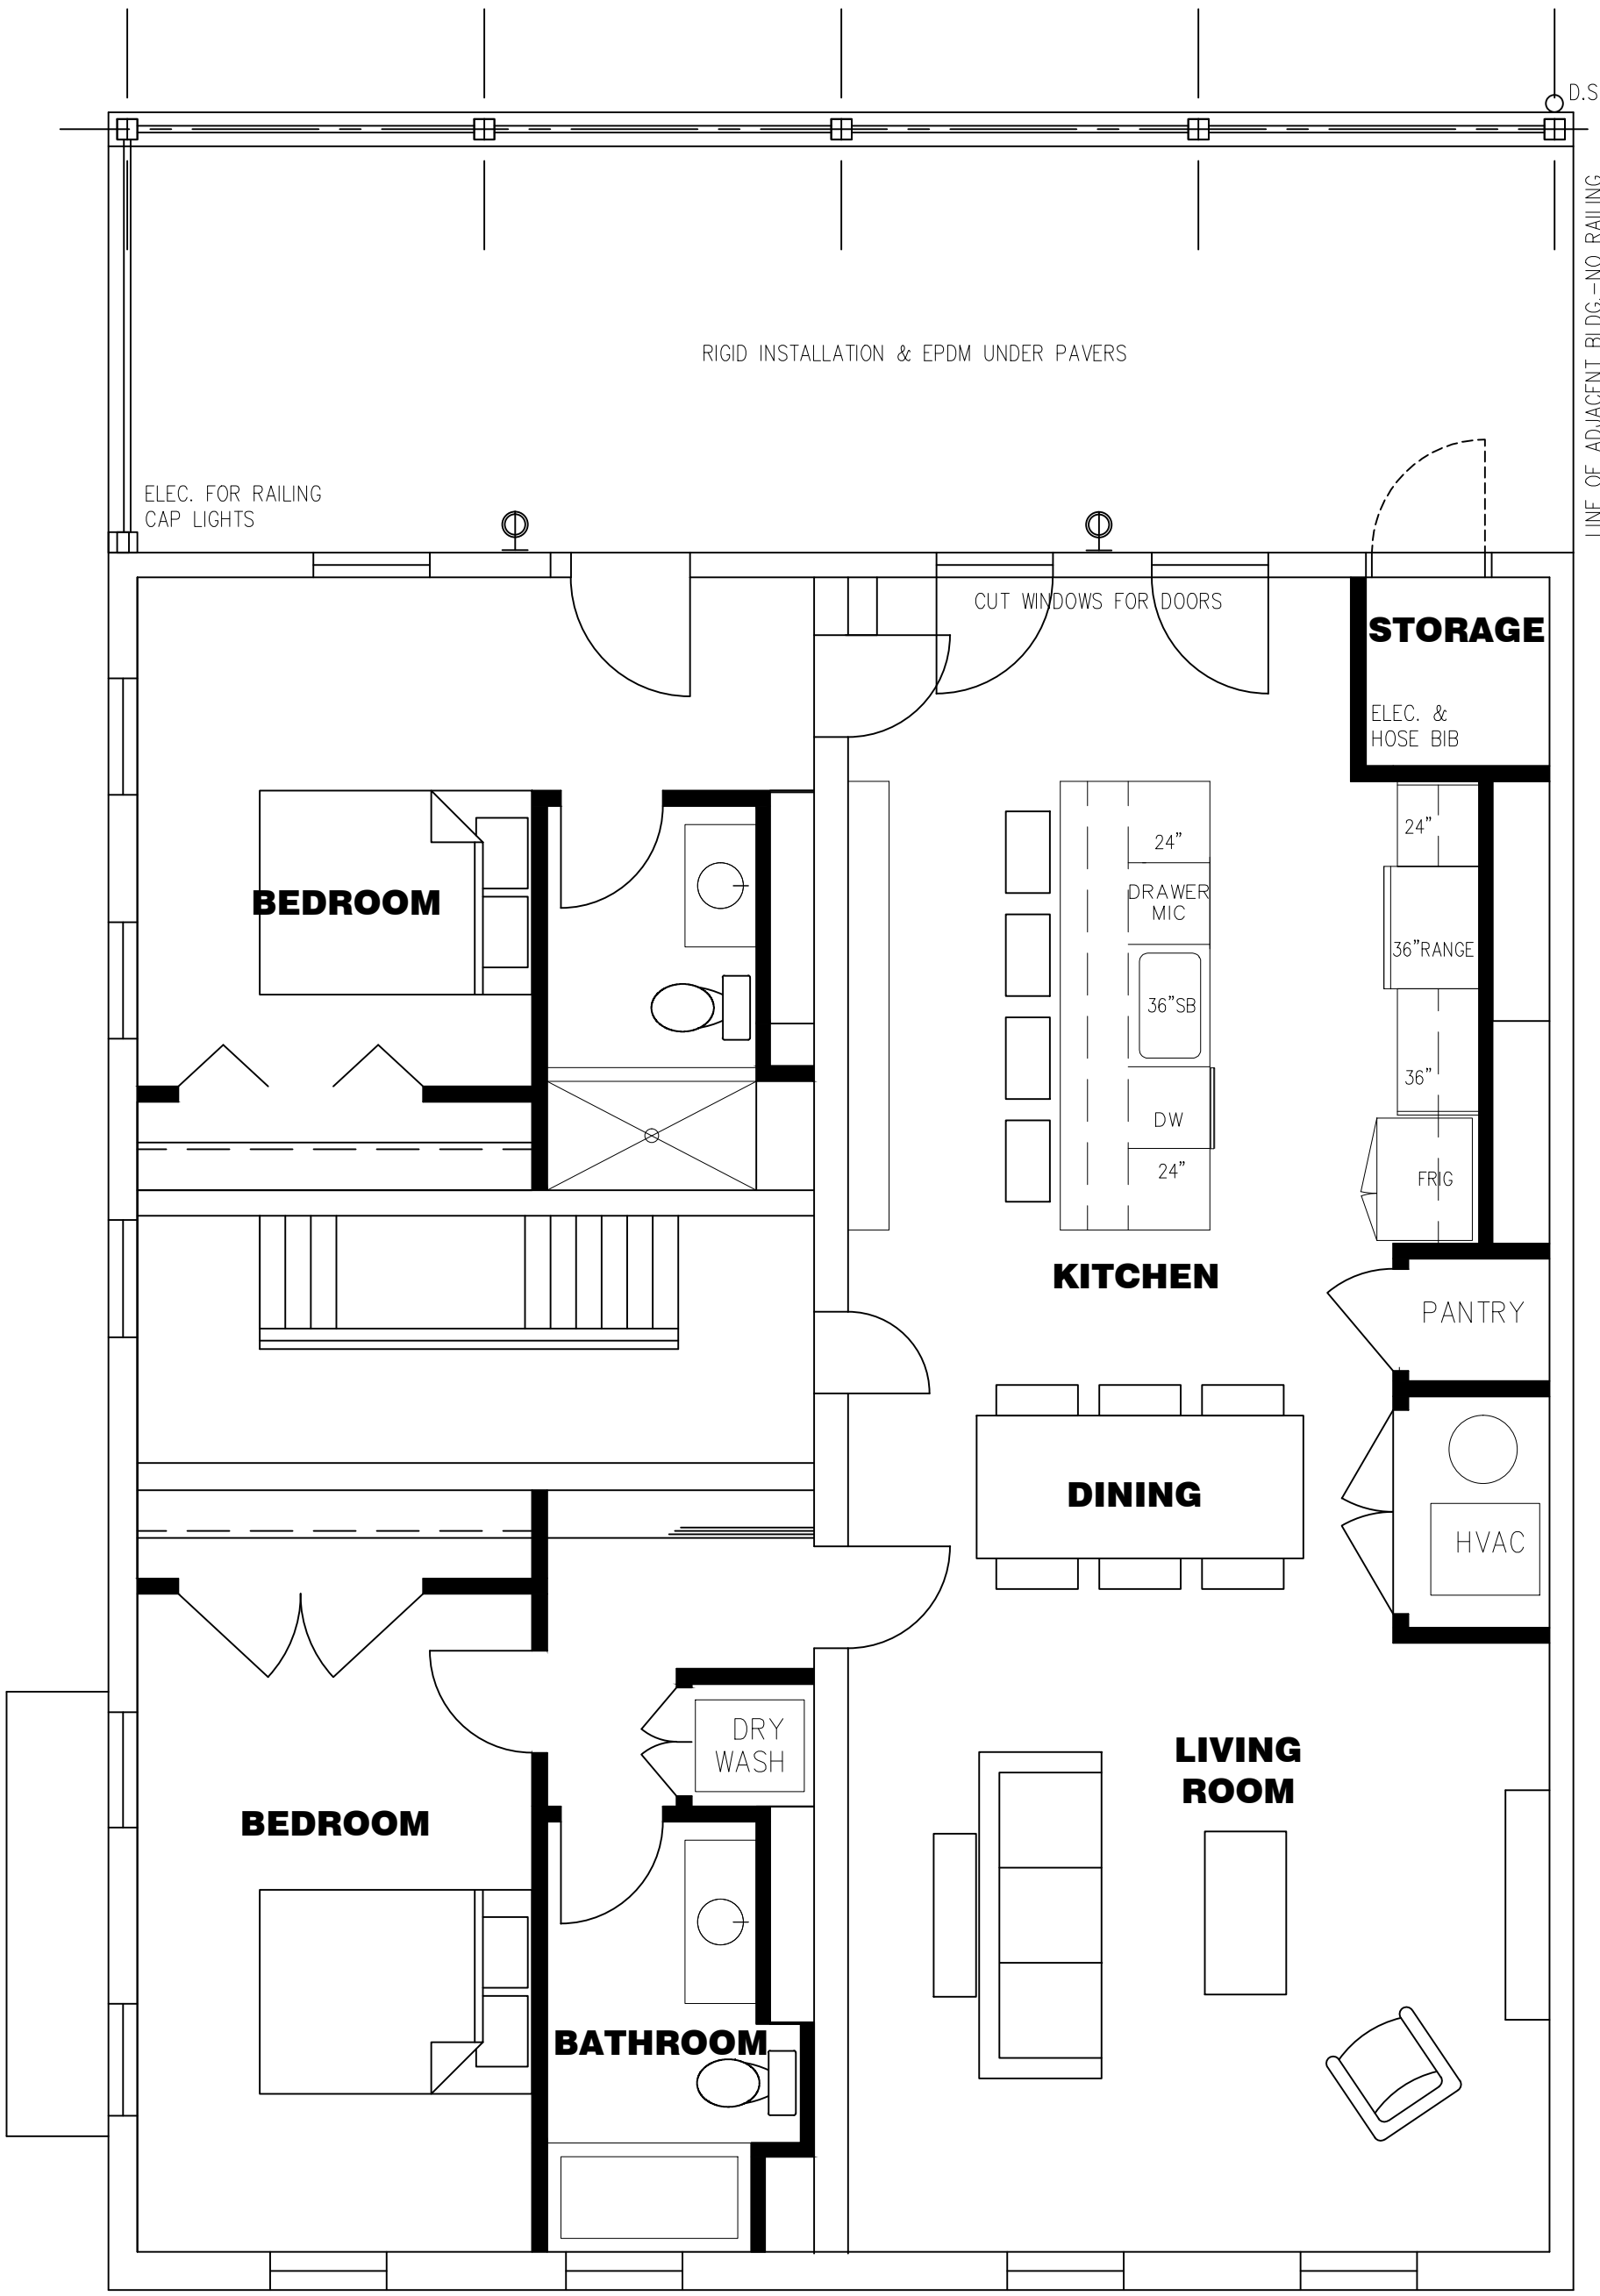 D.S
LINE OF ADJACENT BLDG.-NO RAILING
RIGID INSTALLATION & EPDM UNDER PAVERS
ELEC. FOR RAILING
CAP LIGHTS
CUT WINDOWS FOR DOORS
STORAGE
ELEC. &
HOSE BIB
24"
24"
DRAWER
MIC
BEDROOM
36"RANGE
36"SB
36"
DW
24"
FRIG
KITCHEN
PANTRY
DINING
HVAC
DRY
WASH
LIVING
ROOM
BEDROOM
BATHROOM